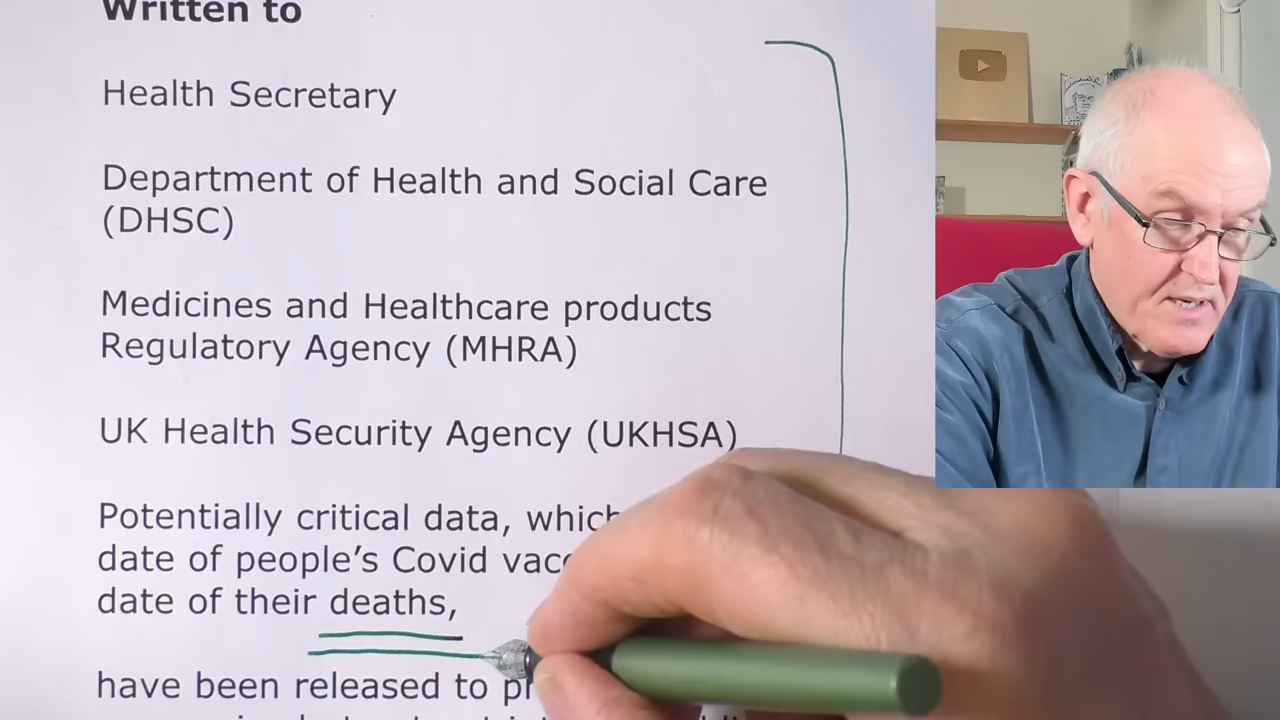 Written to
Health Secretary
Department of Health and Social Care
(DHSC)
Medicines and Healthcare products
Regulatory Agency (MHRA)
UK Health Security Agency (UKHSA)
Potentially critical data, which
date of people's Covid
date of their deaths,
have been released to